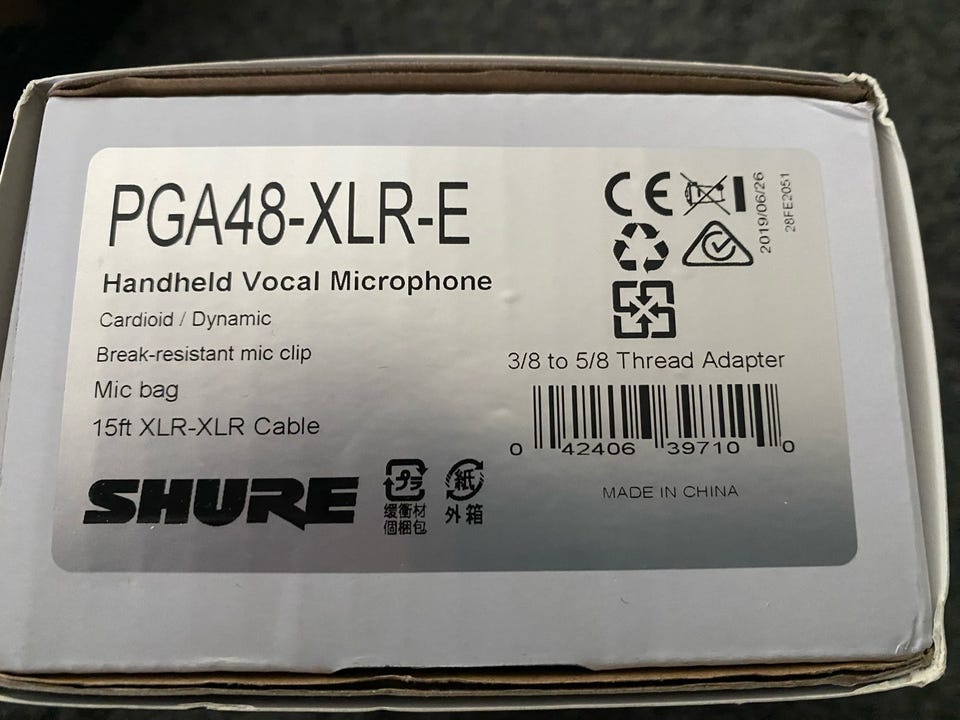 PGA48-XLR-E
Handheld Vocal Microphone
Cardioid / Dynamic
Break-resistant mic clip
Mic bag
15ft XLR-XLR Cable
SHURE
プラ
緩衝材
個梱包
紙
外箱
CE
2019/06/26
28FE2051
3/8 to 5/8 Thread Adapter
0 42406 39710 0
MADE IN CHINA